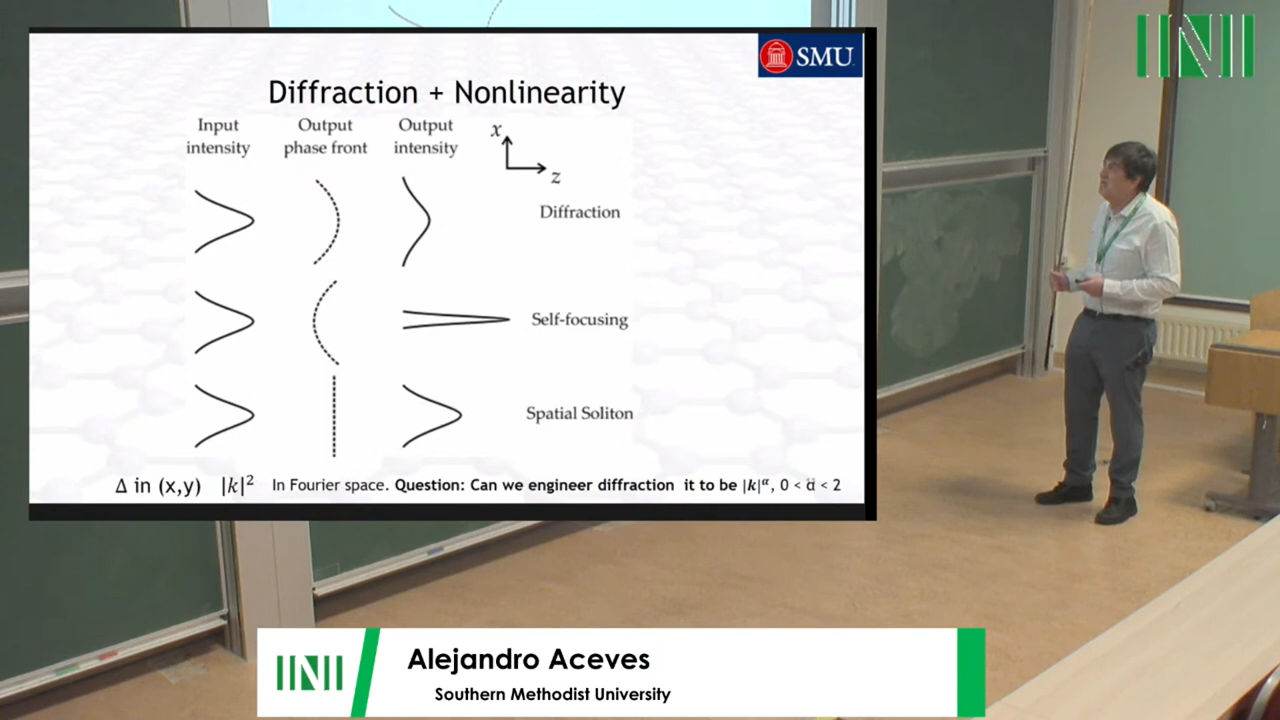 SMU
Diffraction + Nonlinearity
Input intensity
Output phase front
Output intensity
x
z
Diffraction
Self-focusing
Spatial Soliton
Δ in (x,y) |k|² In Fourier space. Question: Can we engineer diffraction it to be |k|^α, 0 < α < 2
INI
INI
Alejandro Aceves
Southern Methodist University